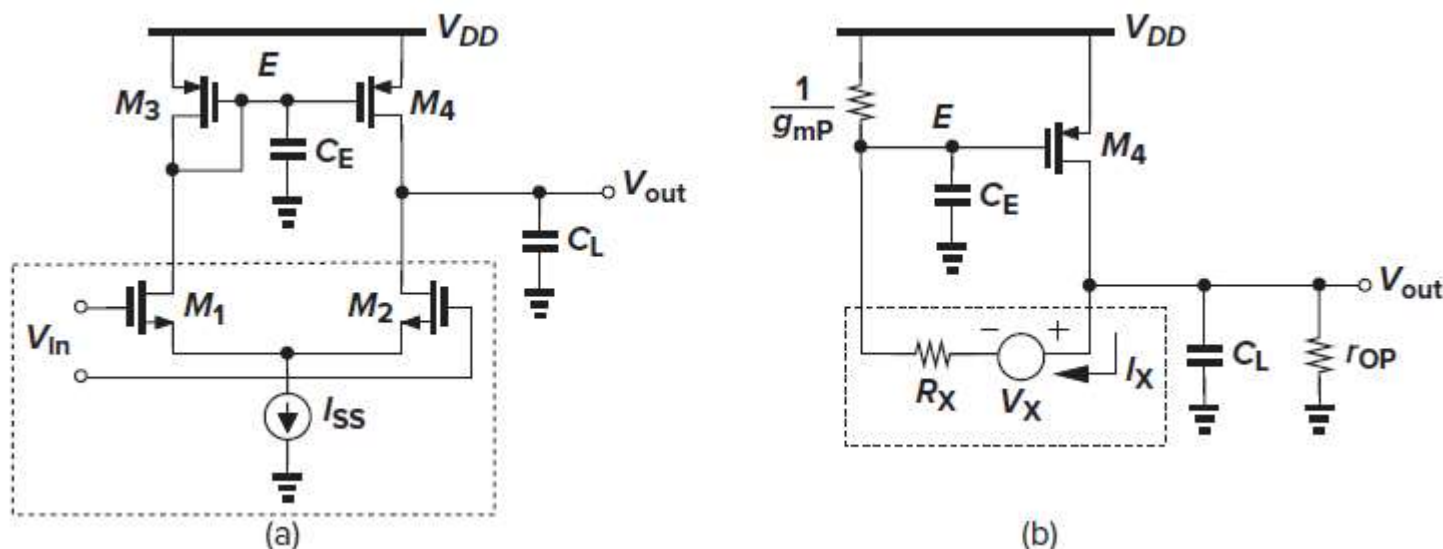 V_DD
E
M_3
M_4
C_E
V_out
C_L
M_1
M_2
V_In
I_SS
(a)
V_DD
1
g_mP
E
M_4
C_E
V_out
R_X
V_X
I_X
C_L
r_OP
− +
(b)